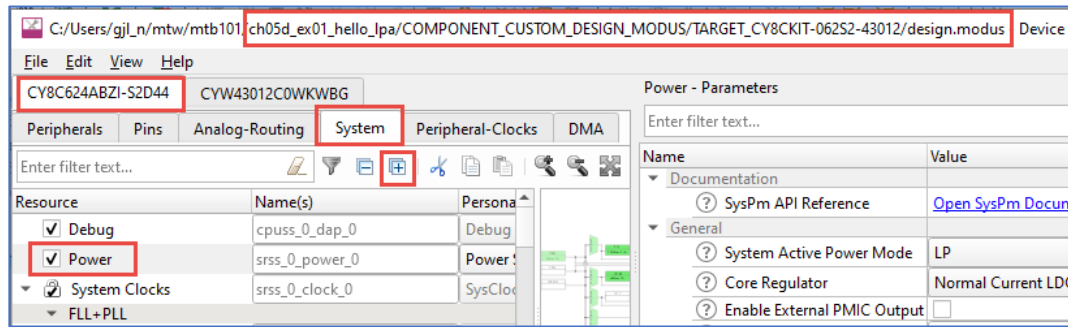 C:/Users/gjl_n/mtw/mtb101/ch05d_ex01_hello_lpa/COMPONENT_CUSTOM_DESIGN_MODUS/TARGET_CY8CKIT-062S2-43012/design.modus Device
File Edit View Help
CY8C624ABZI-S2D44 CYW43012C0WKWBG
Peripherals Pins Analog-Routing System Peripheral-Clocks DMA
Enter filter text...
Resource Name(s) Persona
Debug cpuss_0_dap_0 Debug
Power srss_0_power_0 Power
System Clocks srss_0_clock_0 SysCloc
FLL+PLL
Power - Parameters
Enter filter text...
Name Value
Documentation
SysPm API Reference Open SysPm Docum
General
System Active Power Mode LP
Core Regulator Normal Current LDO
Enable External PMIC Output